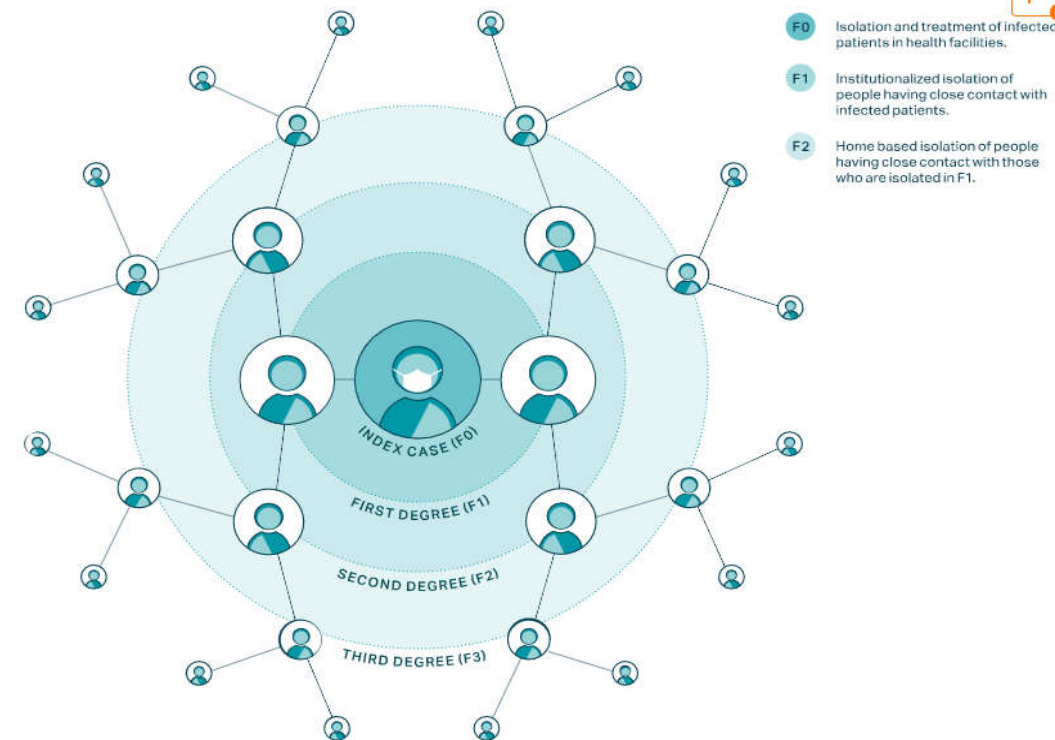 F0 Isolation and treatment of infected
patients in health facilities.
F1 Institutionalized isolation of
people having close contact with
infected patients.
F2 Home based isolation of people
having close contact with those
who are isolated in F1.
INDEX CASE (F0)
FIRST DEGREE (F1)
SECOND DEGREE (F2)
THIRD DEGREE (F3)